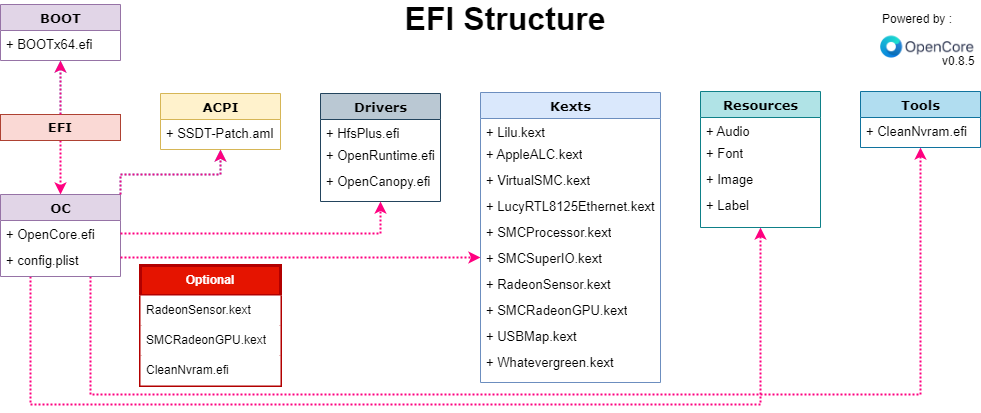 EFI Structure
Powered by :
OpenCore
v0.8.5
BOOT
+ BOOTx64.efi
EFI
OC
+ OpenCore.efi
+ config.plist
ACPI
+ SSDT-Patch.aml
Drivers
+ HfsPlus.efi
+ OpenRuntime.efi
+ OpenCanopy.efi
Kexts
+ Lilu.kext
+ AppleALC.kext
+ VirtualSMC.kext
+ LucyRTL8125Ethernet.kext
+ SMCProcessor.kext
+ SMCSuperIO.kext
+ RadeonSensor.kext
+ SMCRadeonGPU.kext
+ USBMap.kext
+ Whatevergreen.kext
Resources
+ Audio
+ Font
+ Image
+ Label
Tools
+ CleanNvram.efi
Optional
RadeonSensor.kext
SMCRadeonGPU.kext
CleanNvram.efi